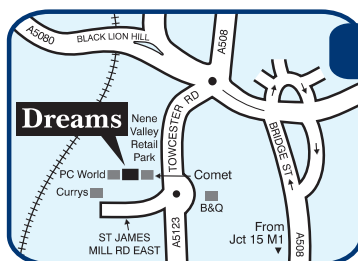 A5080
BLACK LION HILL
A508
Dreams
Nene
Valley
Retail
Park
TOWCESTER RD
BRIDGE ST
PC World
Comet
Currys
B&Q
ST JAMES
MILL RD EAST
A5123
From
Jct 15 M1
A508